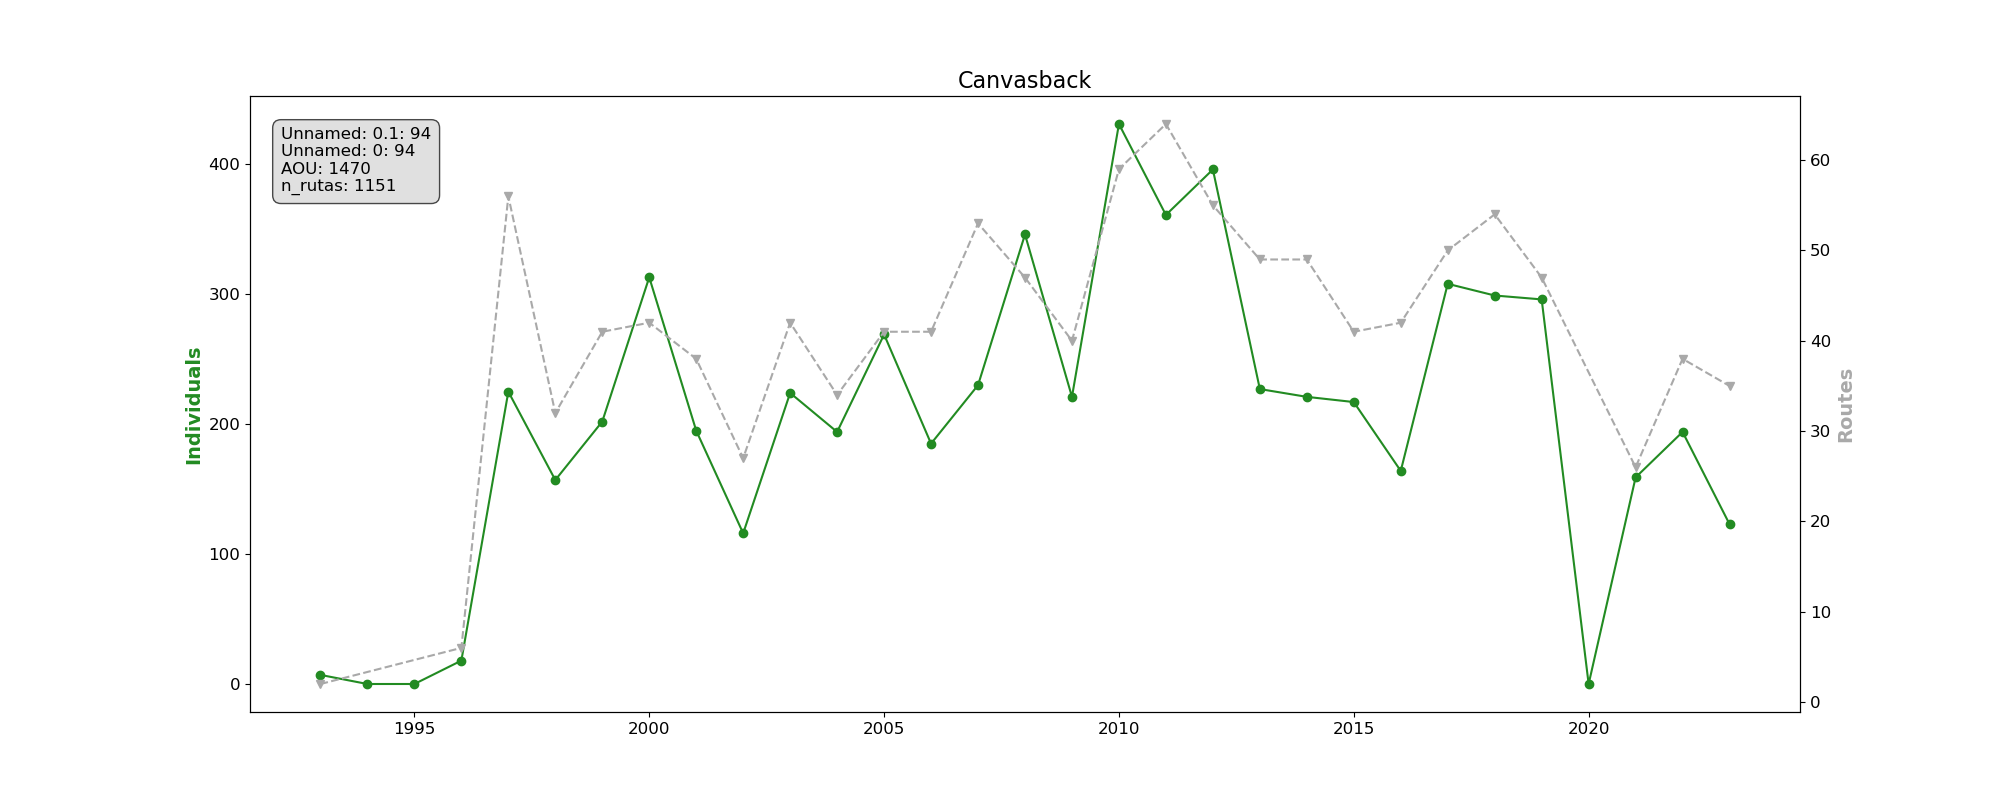 Canvasback
Unnamed: 0.1: 94
Unnamed: 0: 94
AOU: 1470
n_rutas: 1151
400
300
200
100
0
Individuals
60
50
40
30
20
10
0
Routes
1995
2000
2005
2010
2015
2020